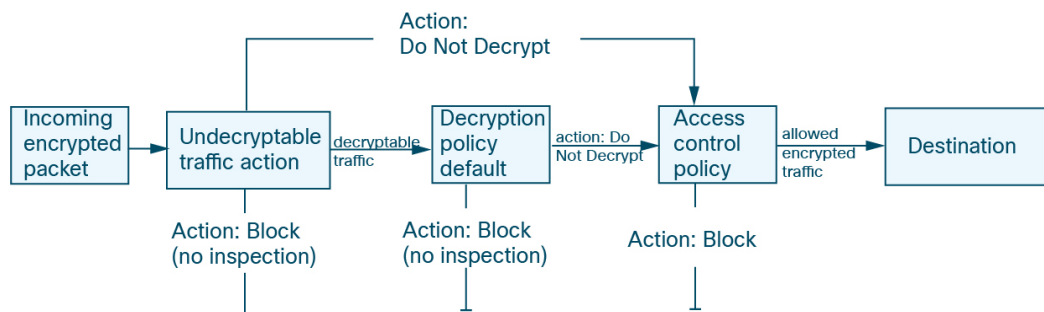 Action:
Do Not Decrypt
Incoming
encrypted
packet
Undecryptable
traffic action
decryptable
traffic
Decryption
policy
default
action: Do
Not Decrypt
Access
control
policy
allowed
encrypted
traffic
Destination
Action: Block
(no inspection)
Action: Block
(no inspection)
Action: Block